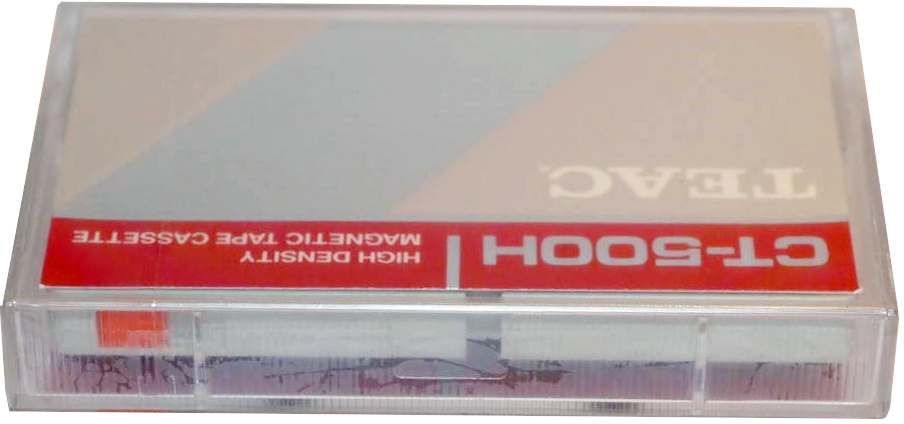 CT-500H
HIGH DENSITY
MAGNETIC TAPE CASSETTE
TEAC